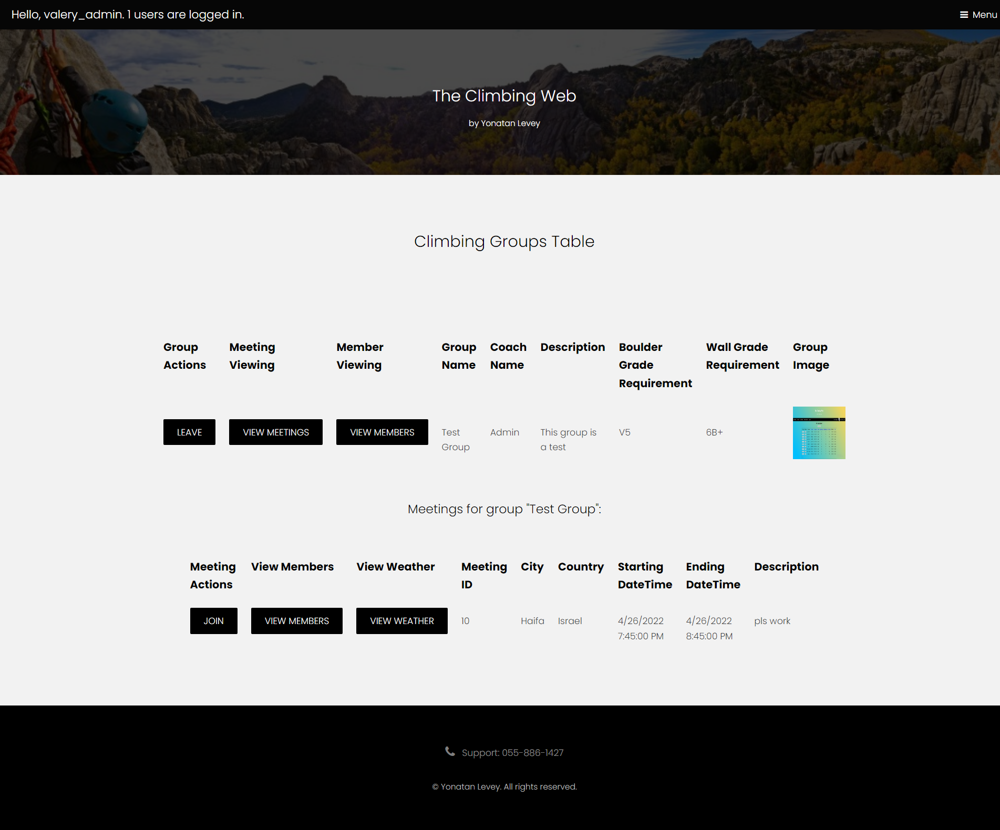 Hello, valery_admin. 1 users are logged in.
Menu
The Climbing Web
by Yonatan Levey
Climbing Groups Table
Group Actions
Meeting Viewing
Member Viewing
Group Name
Coach Name
Description
Boulder Grade Requirement
Wall Grade Requirement
Group Image
LEAVE
VIEW MEETINGS
VIEW MEMBERS
Test Group
Admin
This group is a test
V5
6B+
Meetings for group "Test Group":
Meeting Actions
View Members
View Weather
Meeting ID
City
Country
Starting DateTime
Ending DateTime
Description
JOIN
VIEW MEMBERS
VIEW WEATHER
10
Haifa
Israel
4/26/2022 7:45:00 PM
4/26/2022 8:45:00 PM
pls work
Support: 055-886-1427
© Yonatan Levey. All rights reserved.